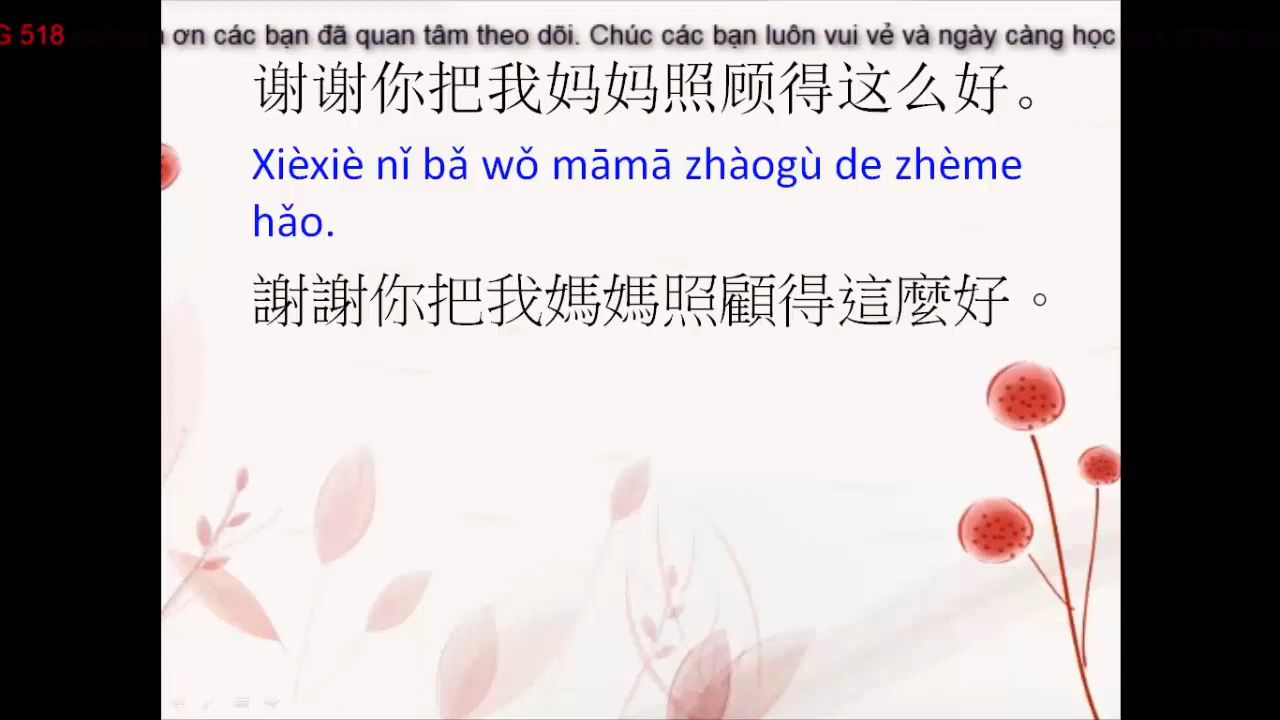 G 518 ơn các bạn đã quan tâm theo dõi. Chúc các bạn luôn vui vẻ và ngày càng học
谢谢你把我妈妈照顾得这么好。
Xièxiè nǐ bǎ wǒ māmā zhàogù de zhème
hǎo.
謝謝你把我媽媽照顧得這麼好。